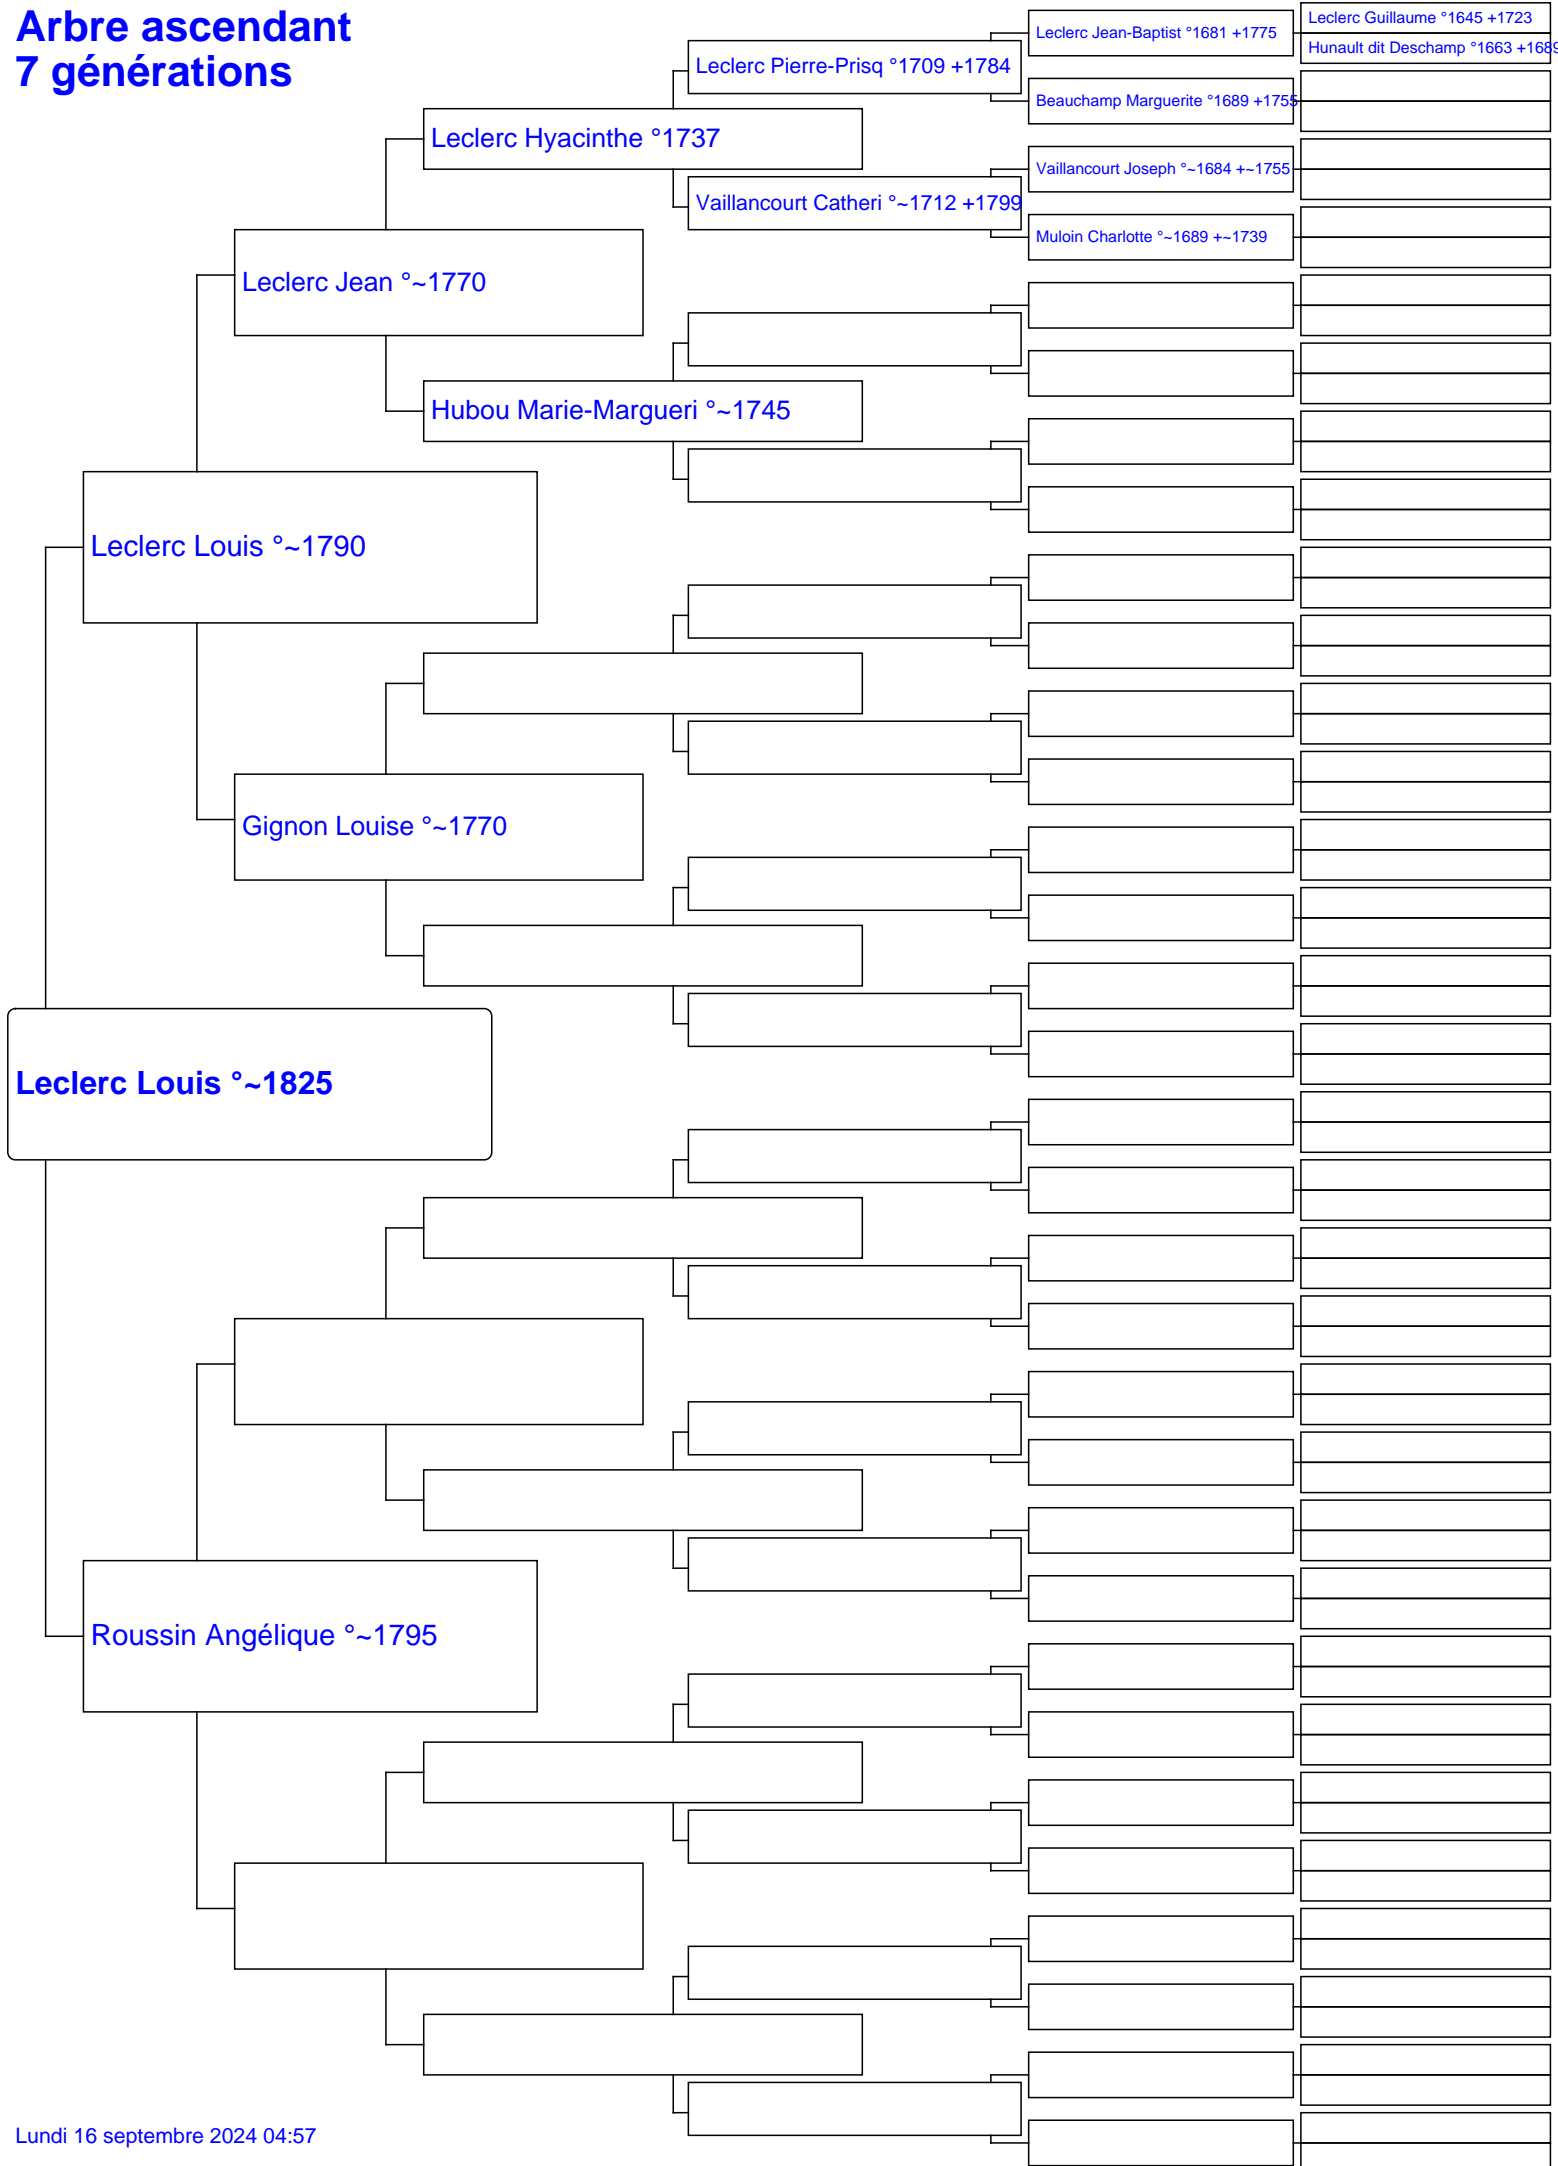 Arbre ascendant
7 générations
Leclerc Jean-Baptist °1681 +1775
Leclerc Guillaume °1645 +1723
Hunault dit Deschamp °1663 +1689
Leclerc Pierre-Prisq °1709 +1784
Beauchamp Marguerite °1689 +1755
Leclerc Hyacinthe °1737
Vaillancourt Joseph °~1684 +~1755
Vaillancourt Catheri °~1712 +1799
Muloin Charlotte °~1689 +~1739
Leclerc Jean °~1770
Hubou Marie-Margueri °~1745
Leclerc Louis °~1790
Gignon Louise °~1770
Leclerc Louis °~1825
Roussin Angélique °~1795
Lundi 16 septembre 2024 04:57